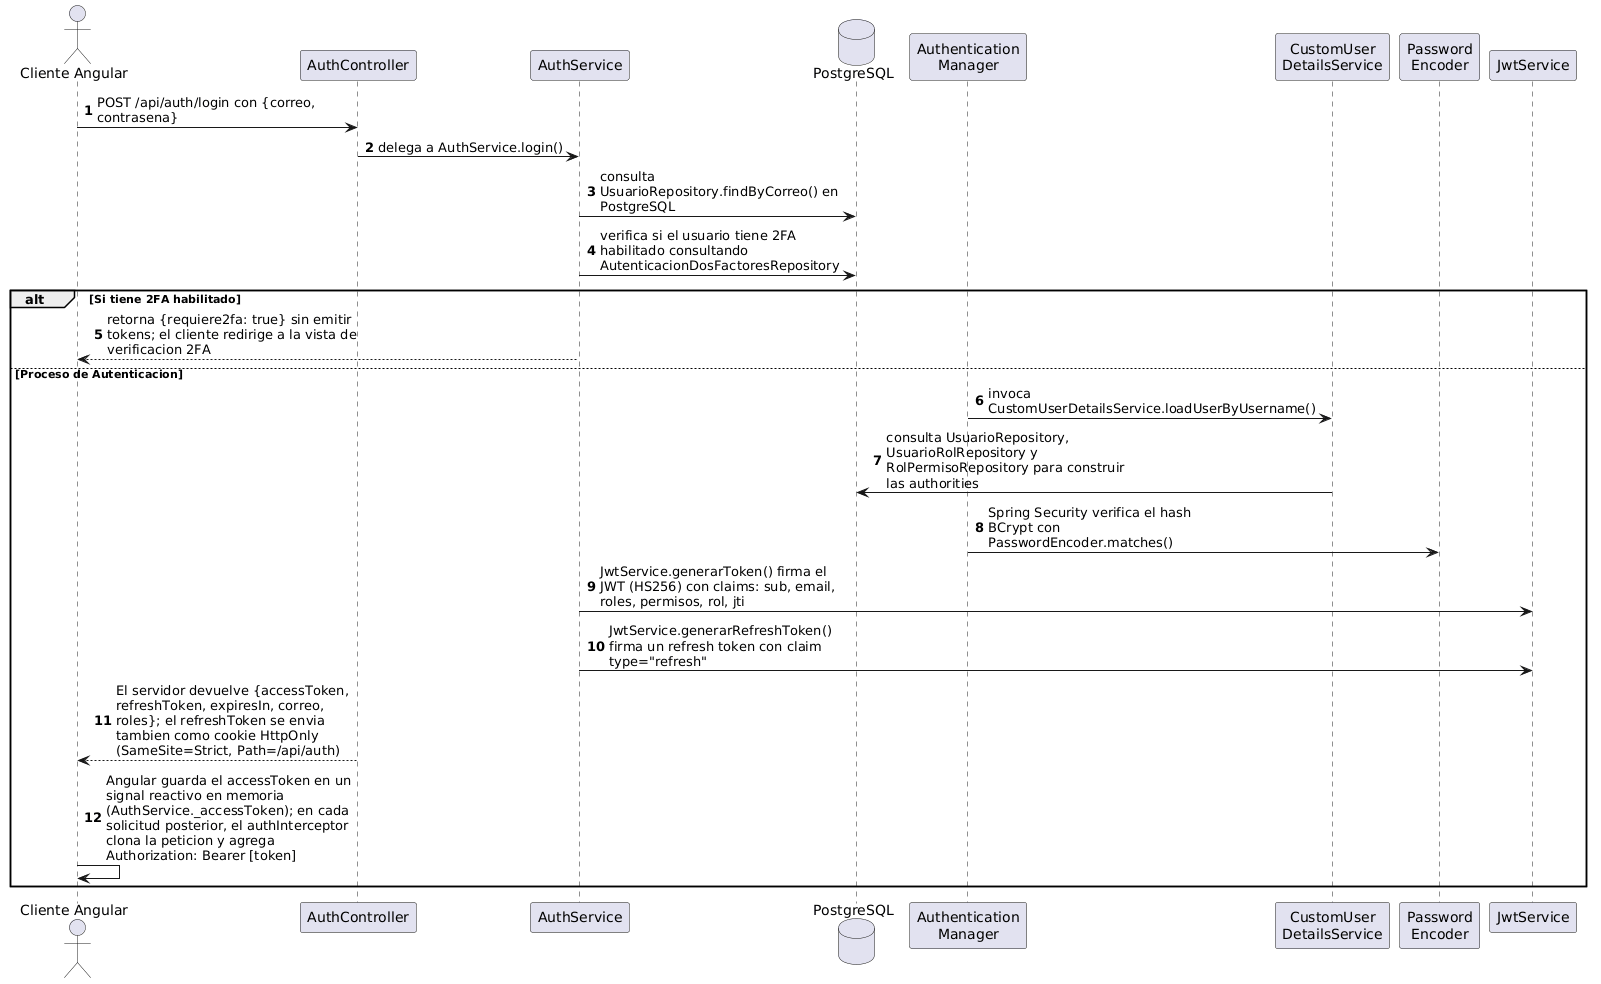 Cliente Angular
AuthController
AuthService
PostgreSQL
Authentication
Manager
CustomUser
DetailsService
Password
Encoder
JwtService
1 POST /api/auth/login con {correo,
contrasena}
2 delega a AuthService.login()
consulta
3 UsuarioRepository.findByCorreo() en
PostgreSQL
verifica si el usuario tiene 2FA
4 habilitado consultando
AutenticacionDosFactoresRepository
alt [Si tiene 2FA habilitado]
retorna {requiere2fa: true} sin emitir
5 tokens; el cliente redirige a la vista de
verificacion 2FA
[Proceso de Autenticacion]
6 invoca
CustomUserDetailsService.loadUserByUsername()
consulta UsuarioRepository,
7 UsuarioRolRepository y
RolPermisoRepository para construir
las authorities
Spring Security verifica el hash
8 BCrypt con
PasswordEncoder.matches()
JwtService.generarToken() firma el
9 JWT (HS256) con claims: sub, email,
roles, permisos, rol, jti
JwtService.generarRefreshToken()
10 firma un refresh token con claim
type="refresh"
El servidor devuelve {accessToken,
refreshToken, expiresIn, correo,
11 roles}; el refreshToken se envia
tambien como cookie HttpOnly
(SameSite=Strict, Path=/api/auth)
Angular guarda el accessToken en un
signal reactivo en memoria
12 (AuthService._accessToken); en cada
solicitud posterior, el authInterceptor
clona la peticion y agrega
Authorization: Bearer [token]
Cliente Angular
AuthController
AuthService
PostgreSQL
Authentication
Manager
CustomUser
DetailsService
Password
Encoder
JwtService